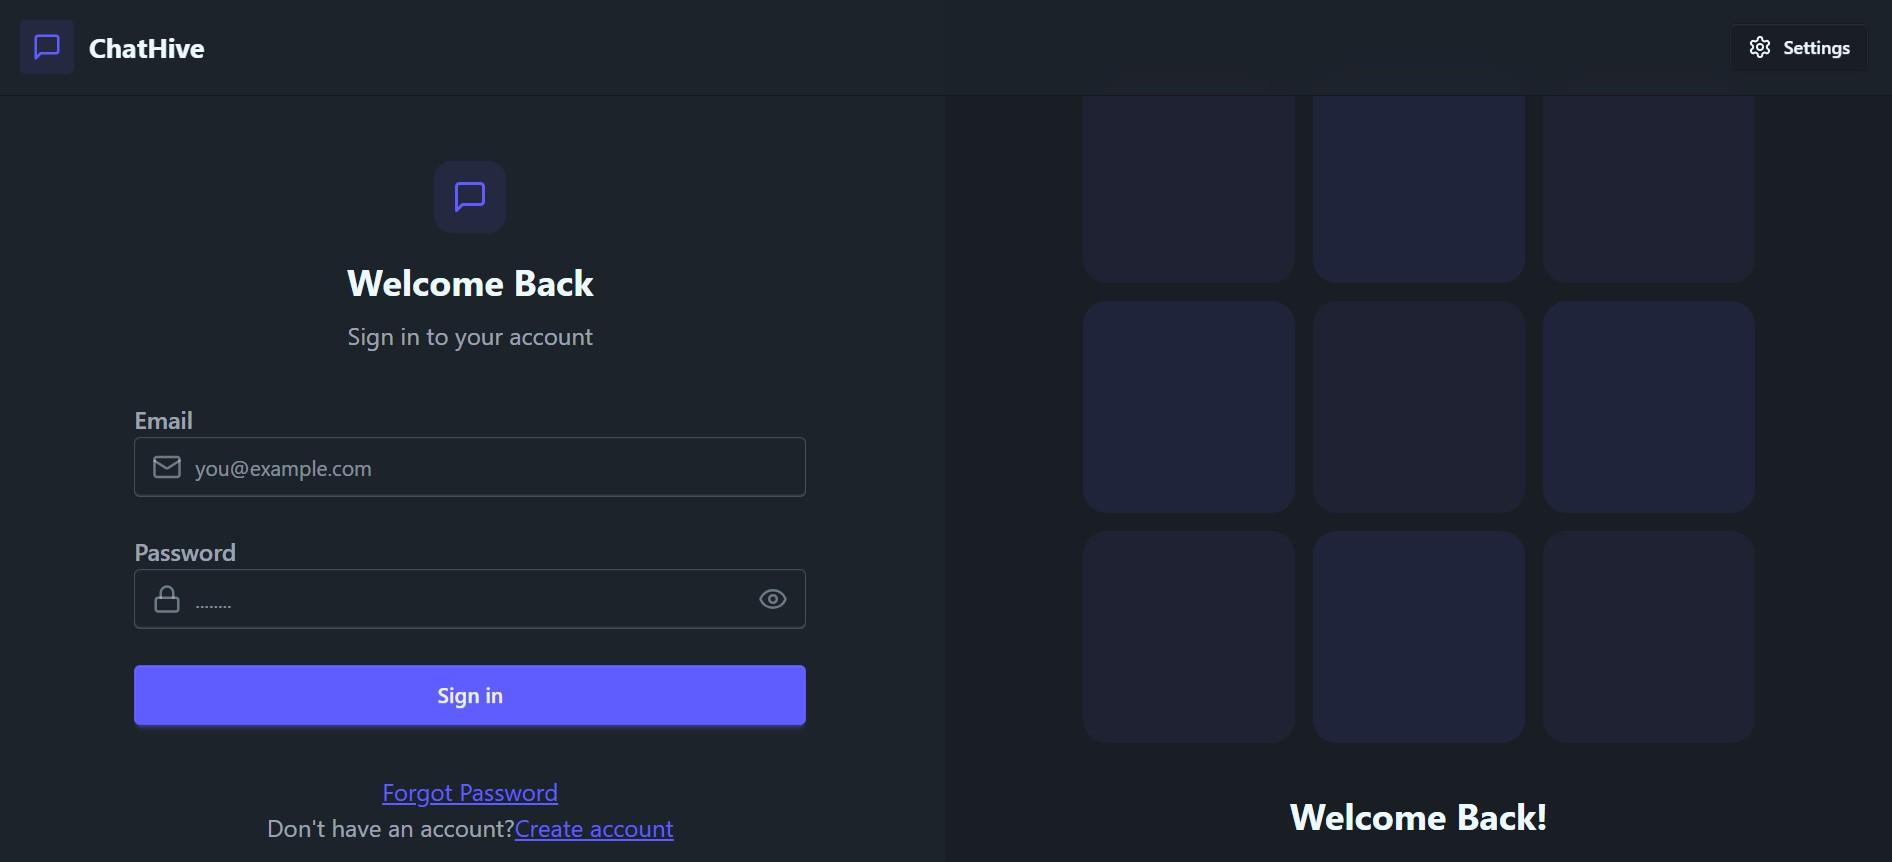 ChatHive
Settings
Welcome Back
Sign in to your account
Email
you@example.com
Password
........
Sign in
Forgot Password
Don't have an account?Create account
Welcome Back!